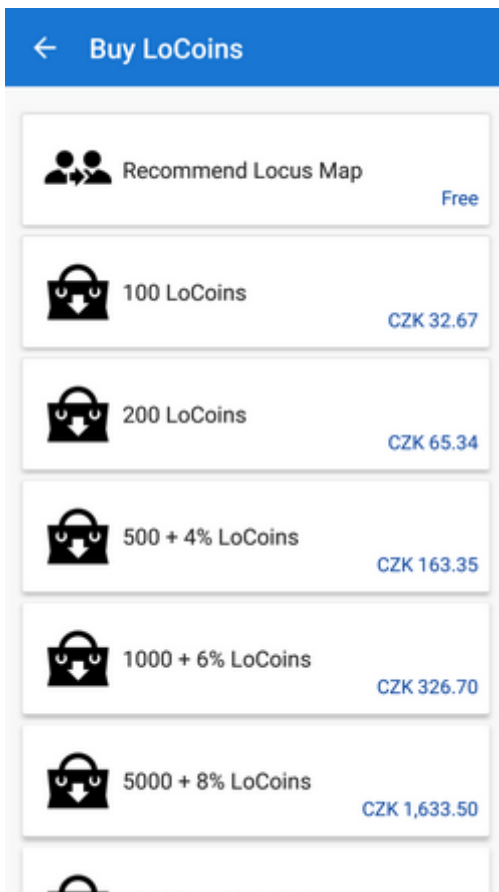 Buy LoCoins
Recommend Locus Map
Free
100 LoCoins
CZK 32.67
200 LoCoins
CZK 65.34
500 + 4% LoCoins
CZK 163.35
1000 + 6% LoCoins
CZK 326.70
5000 + 8% LoCoins
CZK 1,633.50